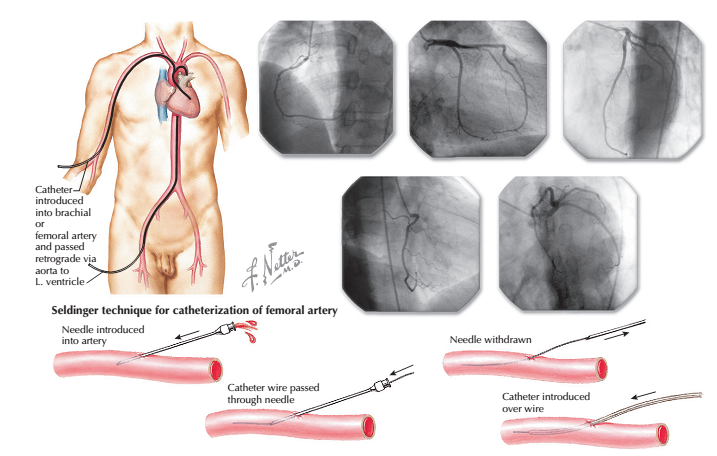 Catheter
introduced
into brachial
or
femoral artery
and passed
retrograde via
aorta to
L. ventricle
F. Netter
M.D.
Seldinger technique for catheterization of femoral artery
Needle introduced
into artery
Catheter wire passed
through needle
Needle withdrawn
Catheter introduced
over wire